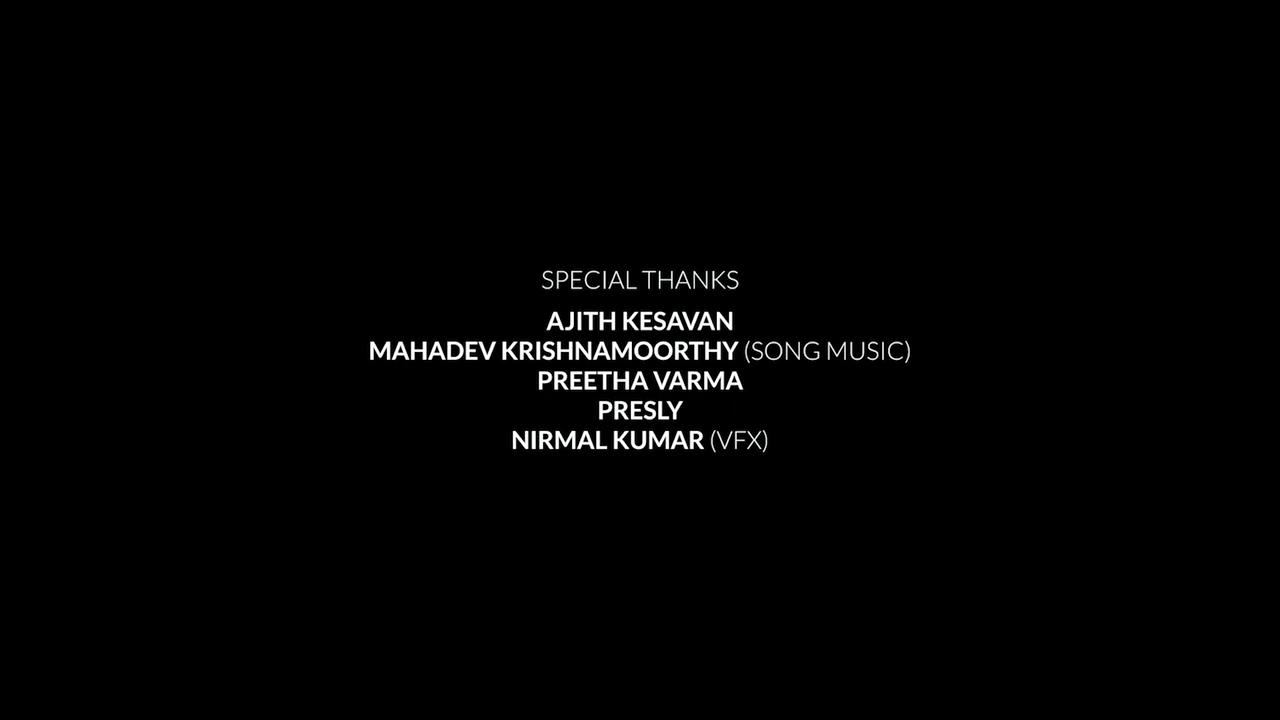 SPECIAL THANKS
AJITH KESAVAN
MAHADEV KRISHNAMOORTHY (SONG MUSIC)
PREETHA VARMA
PRESLY
NIRMAL KUMAR (VFX)